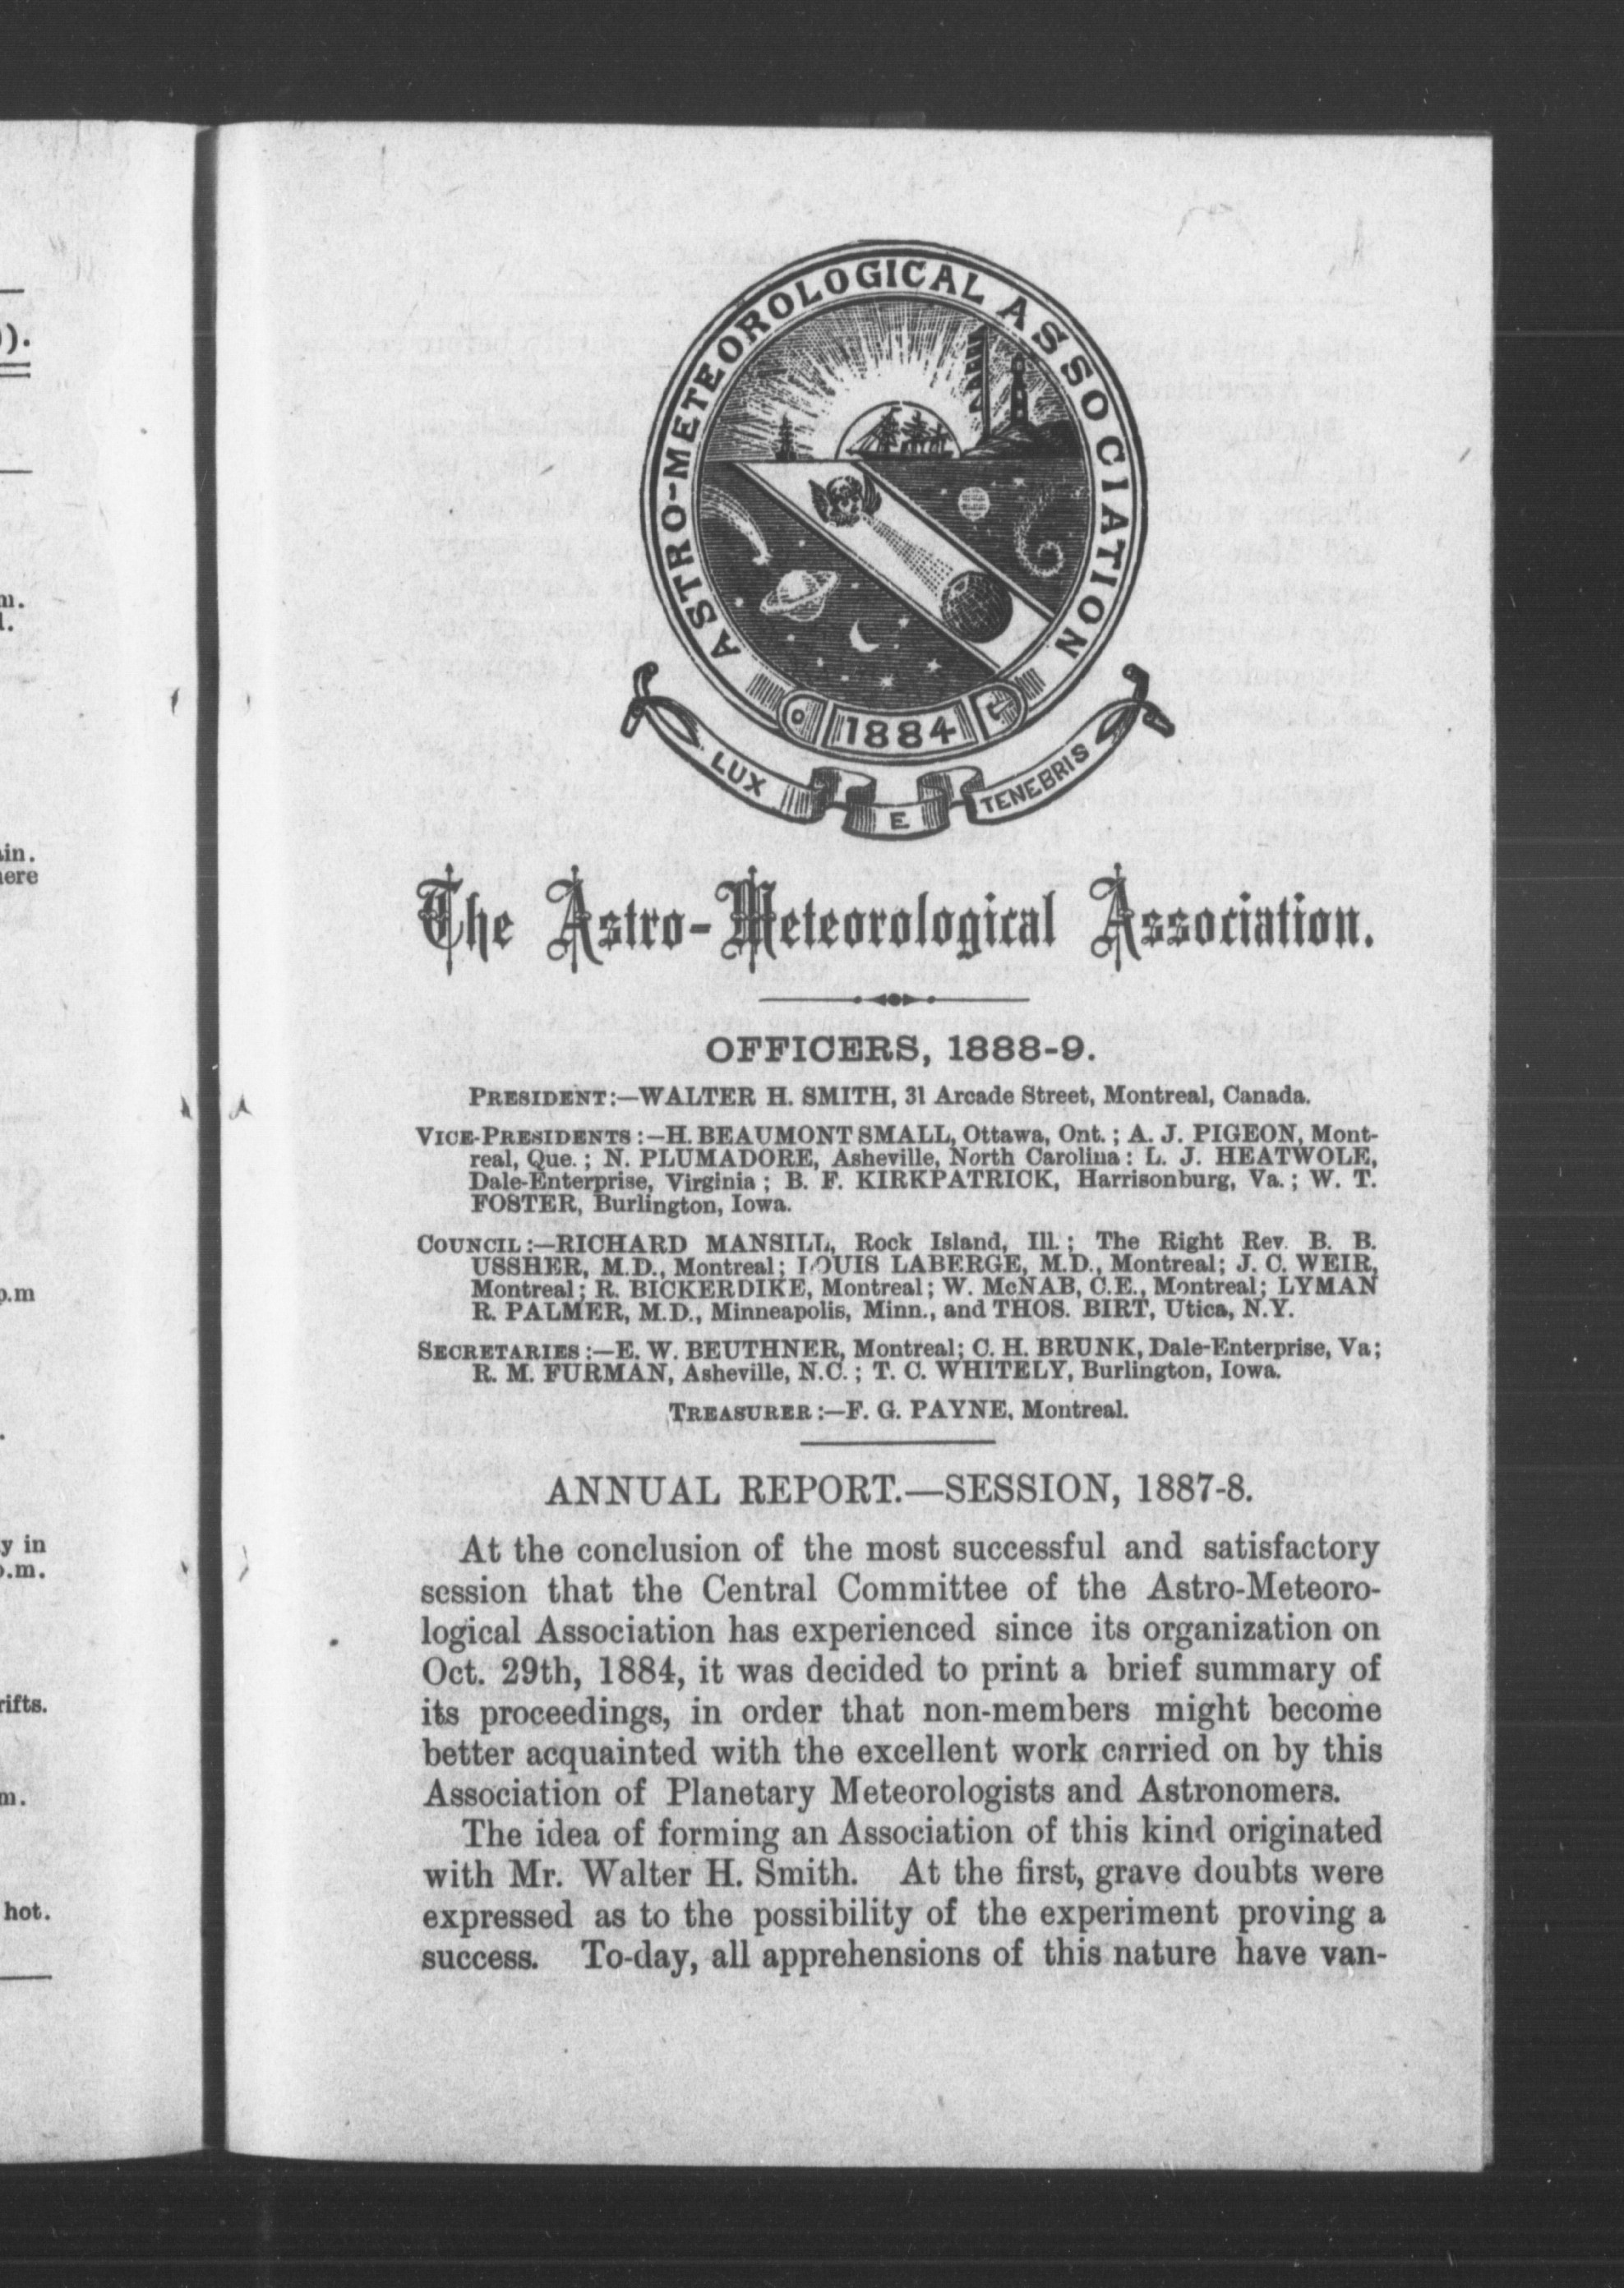 ).
m.
l.
in.
ere
p.m
y in
.m.
rifts.
m.
hot.
ASTRO-METEOROLOGICAL ASSOCIATION
1884
LUX E TENEBRIS
The Astro-Meteorological Association.
OFFICERS, 1888-9.
PRESIDENT:—WALTER H. SMITH, 31 Arcade Street, Montreal, Canada.
VICE-PRESIDENTS:—H. BEAUMONT SMALL, Ottawa, Ont.; A. J. PIGEON, Mont-
real, Que.; N. PLUMADORE, Asheville, North Carolina: L. J. HEATWOLE,
Dale-Enterprise, Virginia; B. F. KIRKPATRICK, Harrisonburg, Va.; W. T.
FOSTER, Burlington, Iowa.
COUNCIL:—RICHARD MANSILL, Rock Island, Ill.; The Right Rev. B. B.
USSHER, M.D., Montreal; LOUIS LABERGE, M.D., Montreal; J. C. WEIR,
Montreal; R. BICKERDIKE, Montreal; W. McNAB, C.E., Montreal; LYMAN
R. PALMER, M.D., Minneapolis, Minn., and THOS. BIRT, Utica, N.Y.
SECRETARIES:—E. W. BEUTHNER, Montreal; C. H. BRUNK, Dale-Enterprise, Va;
R. M. FURMAN, Asheville, N.C.; T. C. WHITELY, Burlington, Iowa.
TREASURER:—F. G. PAYNE, Montreal.
ANNUAL REPORT.—SESSION, 1887-8.
At the conclusion of the most successful and satisfactory
session that the Central Committee of the Astro-Meteoro-
logical Association has experienced since its organization on
Oct. 29th, 1884, it was decided to print a brief summary of
its proceedings, in order that non-members might become
better acquainted with the excellent work carried on by this
Association of Planetary Meteorologists and Astronomers.
The idea of forming an Association of this kind originated
with Mr. Walter H. Smith. At the first, grave doubts were
expressed as to the possibility of the experiment proving a
success. To-day, all apprehensions of this nature have van-